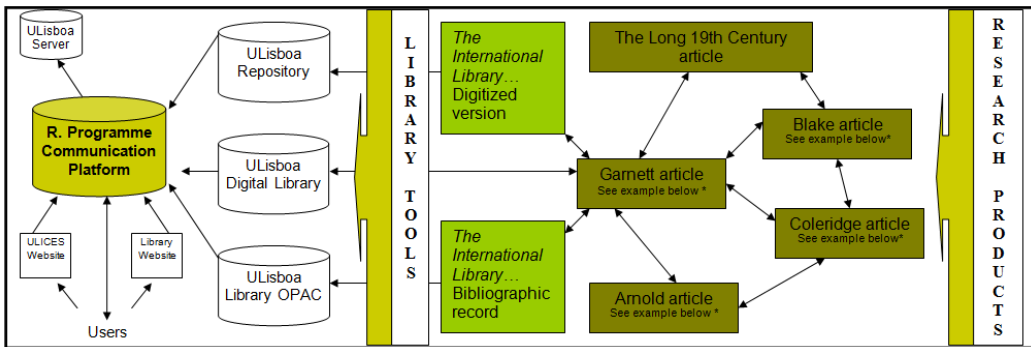 ULisboa
Server
R. Programme
Communication
Platform
ULICES
Website
Library
Website
Users
ULisboa
Repository
ULisboa
Digital Library
ULisboa
Library OPAC
L
I
B
R
A
R
Y
T
O
O
L
S
The
International
Library…
Digitized
version
The
International
Library…
Bibliographic
record
The Long 19th Century
article
Blake article
See example below*
Garnett article
See example below *
Coleridge article
See example below*
Arnold article
See example below *
R
E
S
E
A
R
C
H
P
R
O
D
U
C
T
S